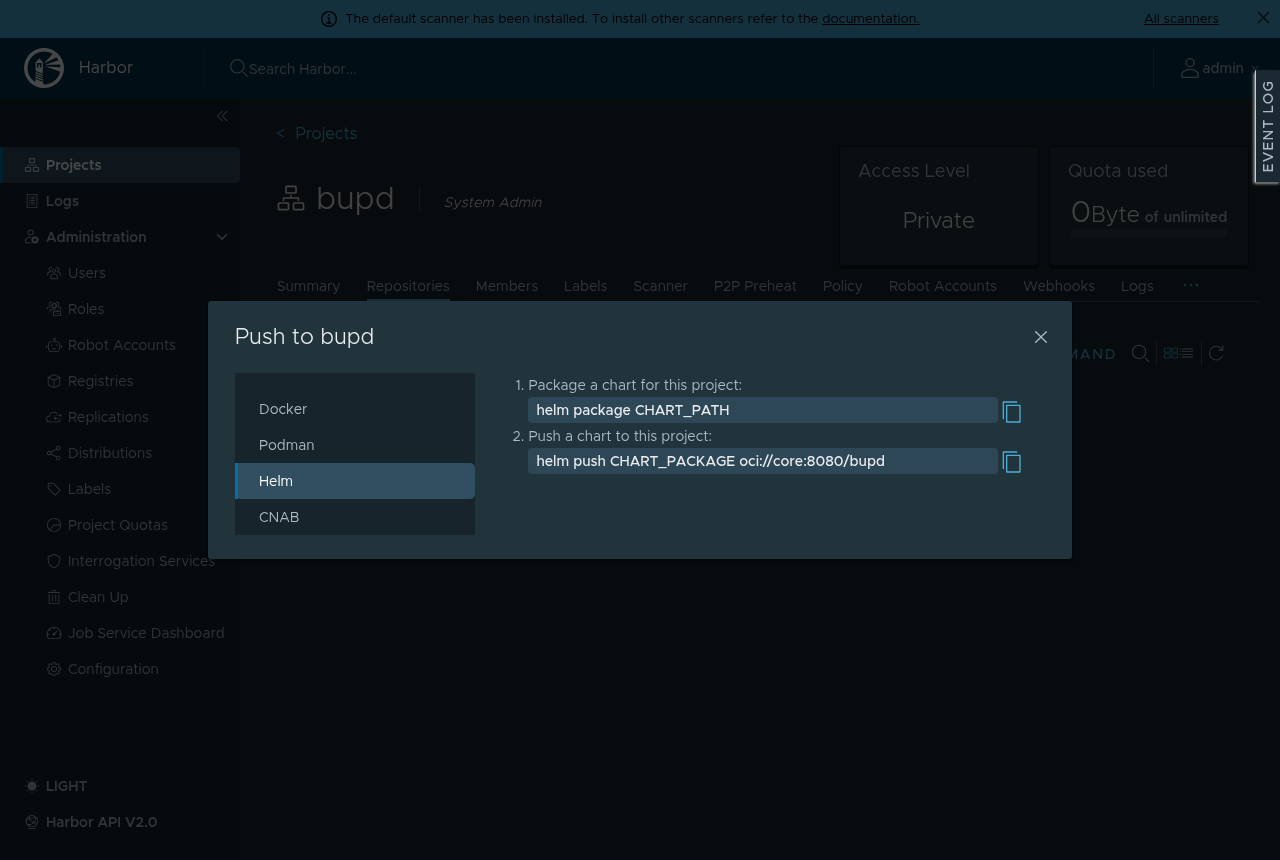 The default scanner has been installed. To install other scanners refer to the documentation.
All scanners
Harbor
Search Harbor...
admin
EVENT LOG
Projects
Logs
Administration
Users
Roles
Robot Accounts
Registries
Replications
Distributions
Labels
Project Quotas
Interrogation Services
Clean Up
Job Service Dashboard
Configuration
LIGHT
Harbor API V2.0
< Projects
bupd
System Admin
Access Level
Private
Quota used
0Byte of unlimited
Summary Repositories Members Labels Scanner P2P Preheat Policy Robot Accounts Webhooks Logs ...
Push to bupd
Docker
Podman
Helm
CNAB
1. Package a chart for this project:
helm package CHART_PATH
2. Push a chart to this project:
helm push CHART_PACKAGE oci://core:8080/bupd